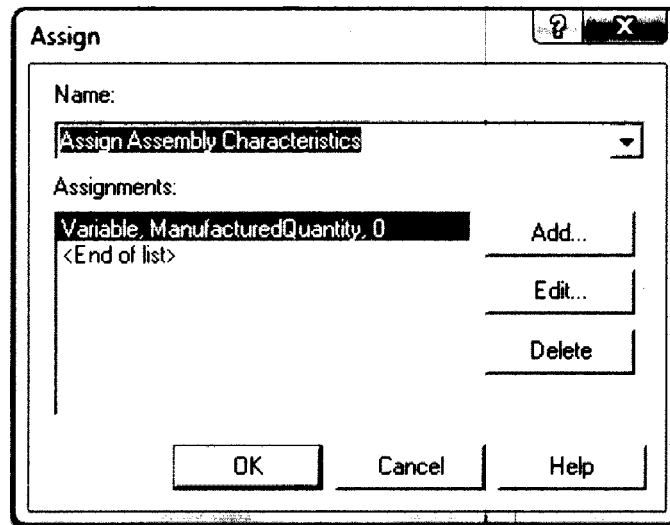 Assign
? X
Name:
Assign Assembly Characteristics
Assignments:
Variable, ManufacturedQuantity, 0
<End of list>
Add...
Edit...
Delete
OK
Cancel
Help